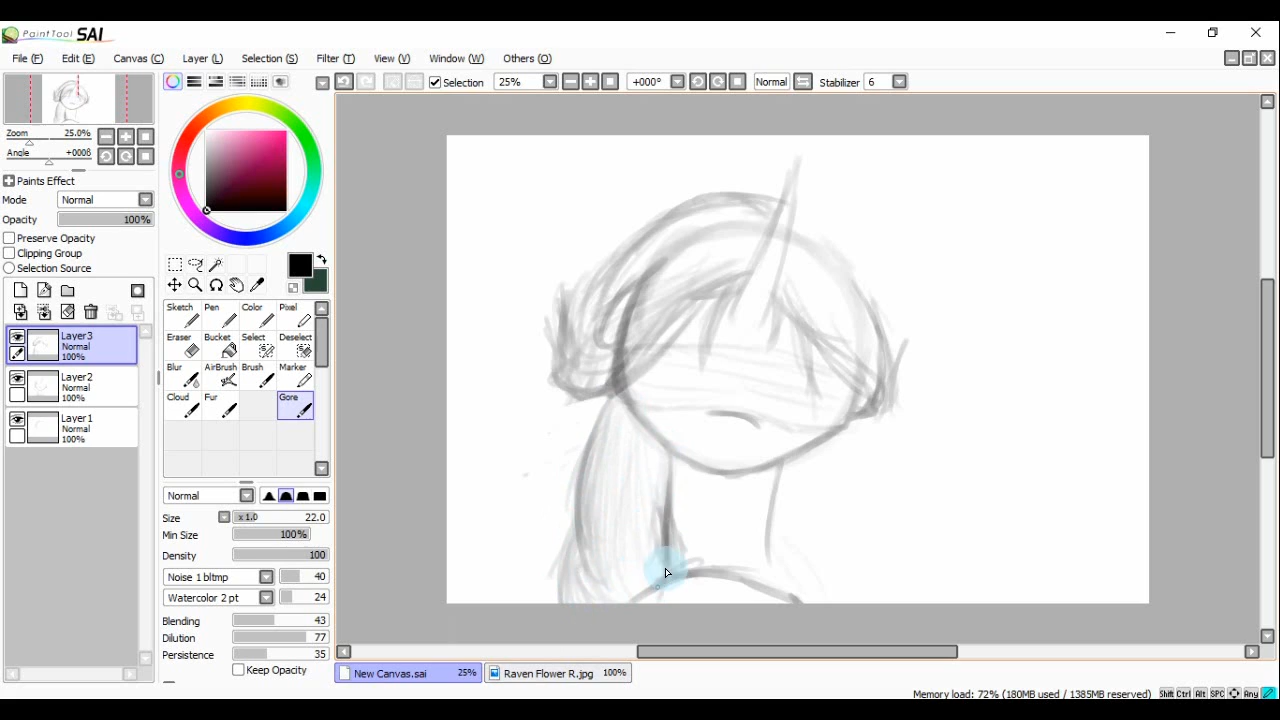 PaintTool SAI
File (F) Edit (E) Canvas (C) Layer (L) Selection (S) Filter (T) View (V) Window (W) Others (O)
Selection 25% +000° Normal Stabilizer 6
Zoom 25.0%
Angle +000ß
Paints Effect
Mode Normal
Opacity 100%
Preserve Opacity
Clipping Group
Selection Source
Layer3
Normal
100%
Layer2
Normal
100%
Layer1
Normal
100%
Sketch Pen Color Pixel
Eraser Bucket Select Deselect
Blur AirBrush Brush Marker
Cloud Fur Gore
Normal
Size x 1.0 22.0
Min Size 100%
Density 100
Noise 1 bltmp 40
Watercolor 2 pt 24
Blending 43
Dilution 77
Persistence 35
Keep Opacity
New Canvas.sai 25% Raven Flower R.jpg 100%
Memory load: 72% (180MB used / 1385MB reserved) Shift Ctrl Alt SPC Any